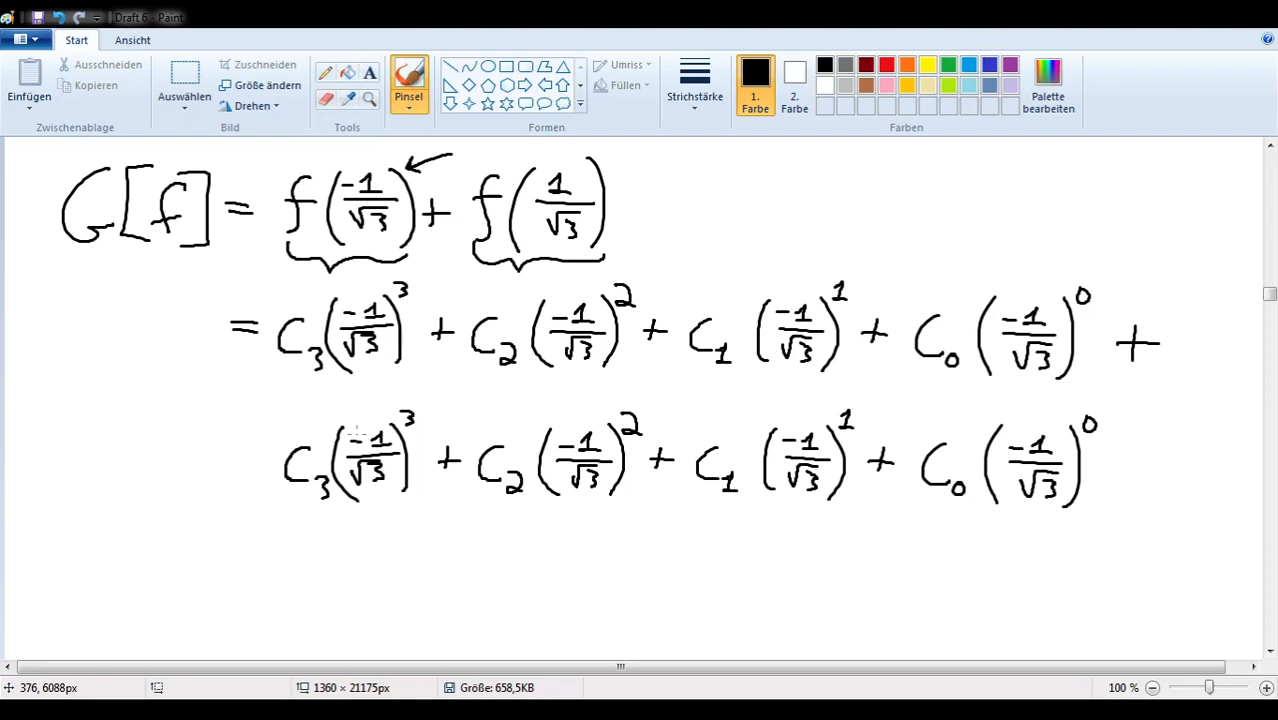 Draft 6 - Paint
Start Ansicht
Einfügen
Ausschneiden
Kopieren
Zwischenablage
Auswählen
Zuschneiden
Größe ändern
Drehen
Bild
A
Tools
Pinsel
Umriss
Füllen
Formen
Strichstärke
1. Farbe
2. Farbe
Palette bearbeiten
Farben
G[f] = f(-1/√3) + f(1/√3)
= C₃(-1/√3)³ + C₂(-1/√3)² + C₁(-1/√3)¹ + C₀(-1/√3)⁰ +
C₃(-1/√3)³ + C₂(-1/√3)² + C₁(-1/√3)¹ + C₀(-1/√3)⁰
376, 6088px 1360 × 21175px Größe: 658,5KB 100 %